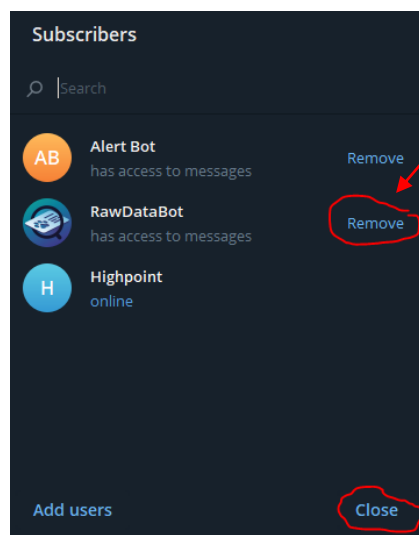 Subscribers
Search
AB
Alert Bot
has access to messages
Remove
RawDataBot
has access to messages
Remove
H
Highpoint
online
Add users
Close